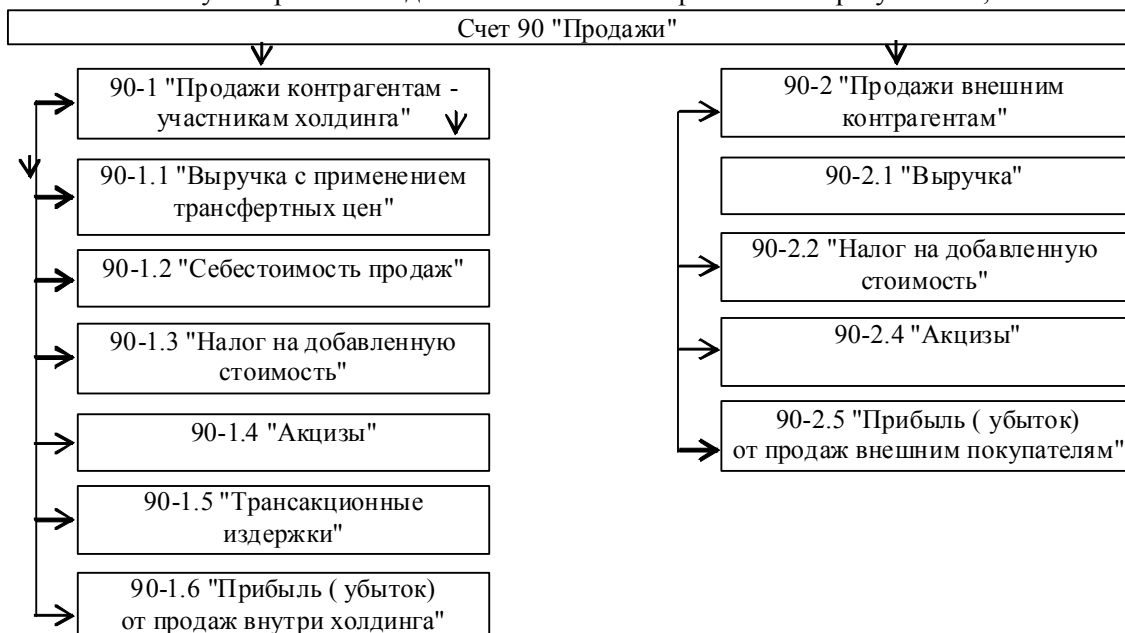 Счет 90 "Продажи"
90-1 "Продажи контрагентам -
участникам холдинга"
90-1.1 "Выручка с применением
трансфертных цен"
90-1.2 "Себестоимость продаж"
90-1.3 "Налог на добавленную
стоимость"
90-1.4 "Акцизы"
90-1.5 "Трансакционные
издержки"
90-1.6 "Прибыль ( убыток)
от продаж внутри холдинга"
90-2 "Продажи внешним
контрагентам"
90-2.1 "Выручка"
90-2.2 "Налог на добавленную
стоимость"
90-2.4 "Акцизы"
90-2.5 "Прибыль ( убыток)
от продаж внешним покупателям"